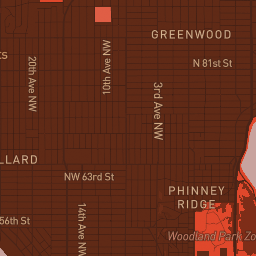 GREENWOOD
20th Ave NW
10th Ave NW
N 81st St
3rd Ave NW
LLARD
NW 63rd St
PHINNEY
RIDGE
56th St
14th Ave NW
Woodland Park Zo